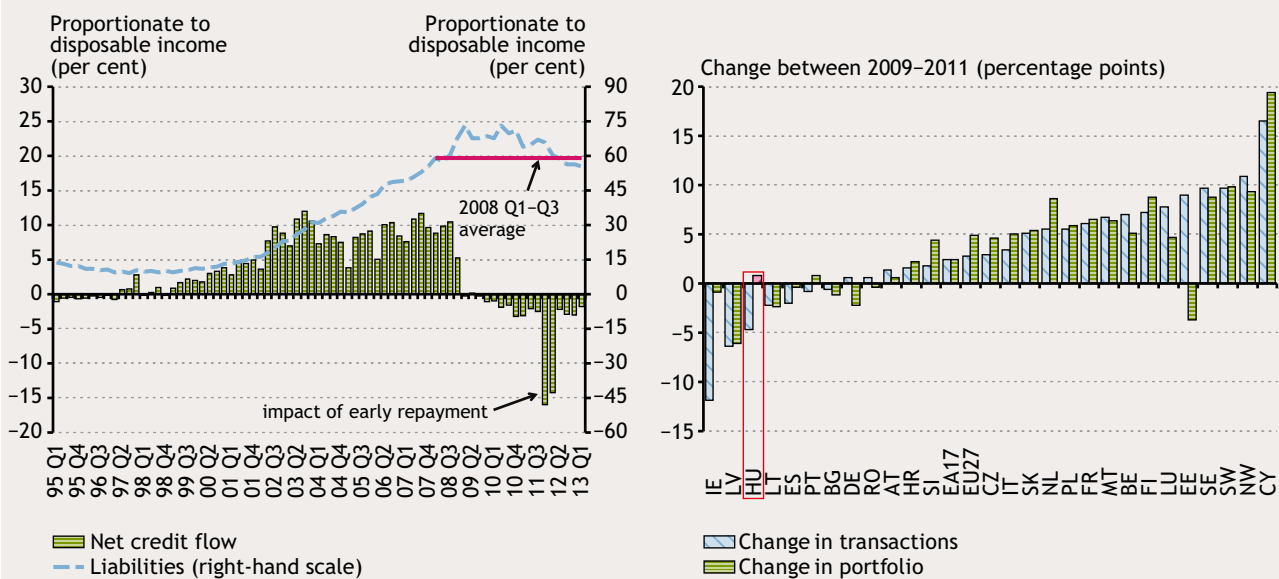 Proportionate to
disposable income
(per cent)
Proportionate to
disposable income
(per cent)
30
25
20
15
10
5
0
−5
−10
−15
−20
90
75
60
45
30
15
0
−15
−30
−45
−60
2008 Q1−Q3
average
impact of early repayment
95 Q1
95 Q4
96 Q3
97 Q2
98 Q1
98 Q4
99 Q3
00 Q2
01 Q1
01 Q4
02 Q3
03 Q2
04 Q1
04 Q4
05 Q3
06 Q2
07 Q1
07 Q4
08 Q3
09 Q2
10 Q1
10 Q4
11 Q3
12 Q2
13 Q1
Net credit flow
Liabilities (right-hand scale)
Change between 2009−2011 (percentage points)
20
15
10
5
0
−5
−10
−15
IE
LV
HU
LT
ES
PT
BG
DE
RO
AT
HR
SI
EA17
EU27
CZ
IT
SK
NL
PL
FR
MT
BE
FI
LU
EE
SE
SW
NW
CY
Change in transactions
Change in portfolio